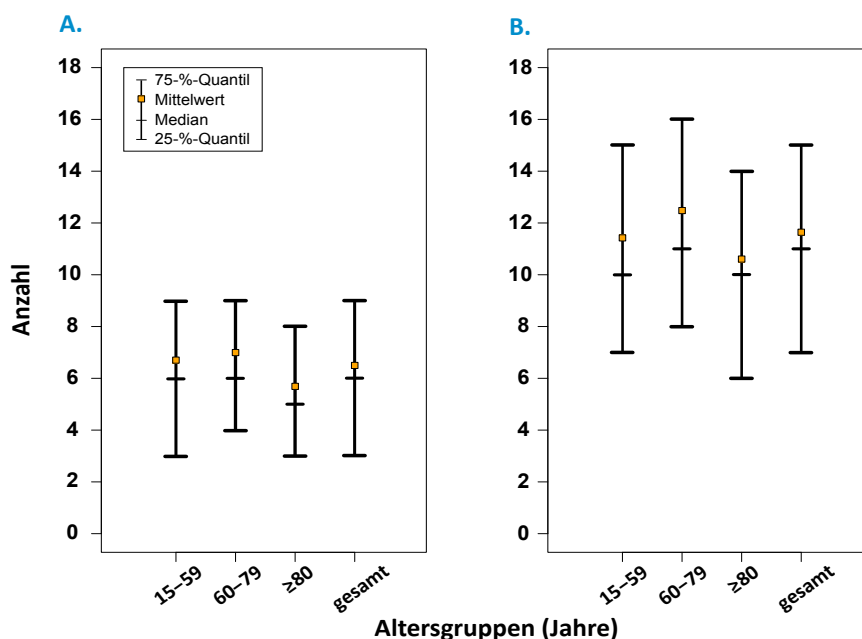 A.
18
16
14
12
10
8
6
4
2
0
75-%-Quantil
Mittelwert
Median
25-%-Quantil
Anzahl
15–59
60–79
≥80
gesamt
B.
18
16
14
12
10
8
6
4
2
0
15–59
60–79
≥80
gesamt
Altersgruppen (Jahre)